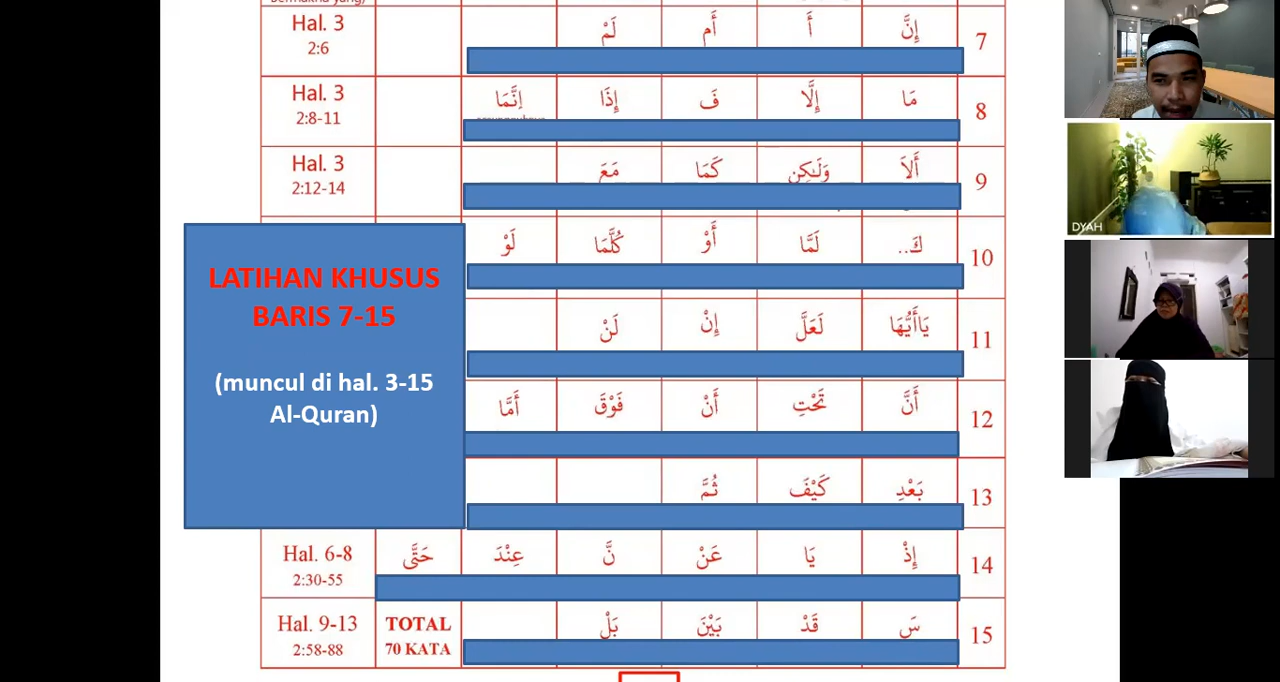 Hal. 3 لَمْ أَم أَ إِنَّ 7
2:6
Hal. 3 إِنَّمَا إِذَا فَ إِلَّا مَا 8
2:8-11
Hal. 3 مَعَ كَمَا وَلَـٰكِن أَلاَ 9
2:12-14
لَوْ كُلَّمَا أَوْ لَمَّا كَ.. 10
LATIHAN KHUSUS
BARIS 7-15
(muncul di hal. 3-15
Al-Quran)
لَنْ إِنْ لَعَلَّ يَاأَيُّهَا 11
أَمَّا فَوْقَ أَنْ تَحْتِ أَنَّ 12
ثُمَّ كَيْفَ بَعْدِ 13
Hal. 6-8 حَتَّى عِنْدَ نَّ عَنْ يَا إِذْ 14
2:30-55
Hal. 9-13 TOTAL بَلْ بَيْنَ قَدْ سَ 15
2:58-88 70 KATA
DYAH